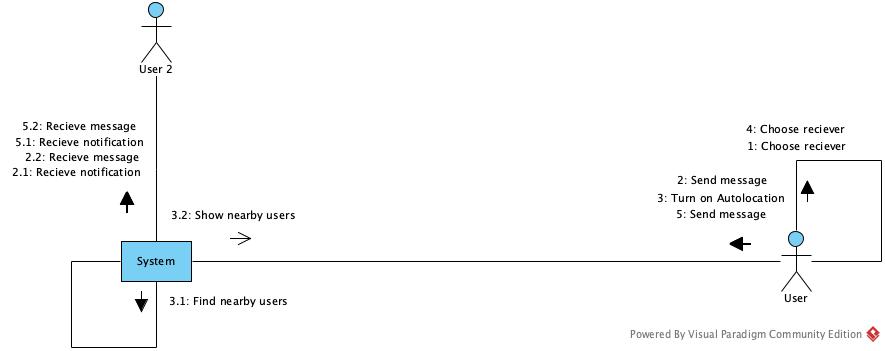 User 2
5.2: Recieve message
5.1: Recieve notification
2.2: Recieve message
2.1: Recieve notification
4: Choose reciever
1: Choose reciever
2: Send message
3: Turn on Autolocation
5: Send message
3.2: Show nearby users
System
User
3.1: Find nearby users
Powered By Visual Paradigm Community Edition